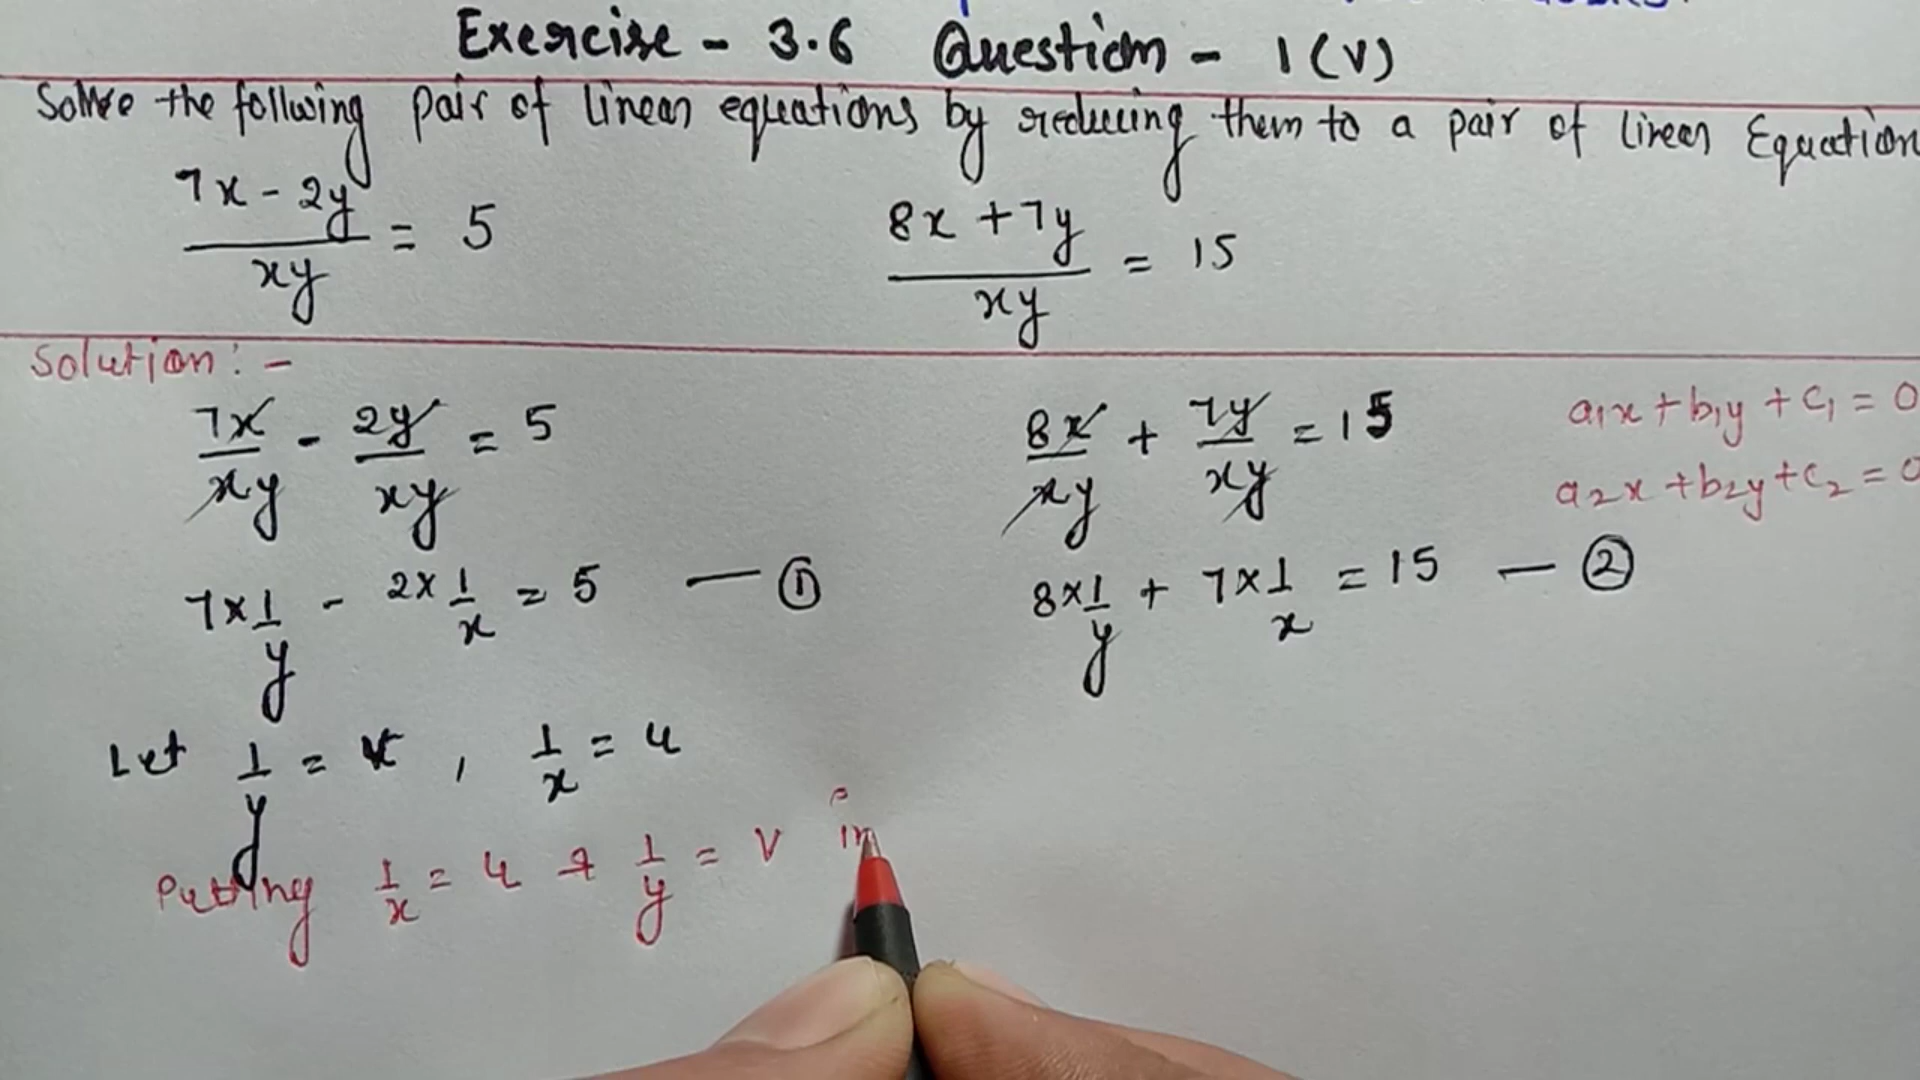 Exercise - 3.6 Question - 1(v)
Solve the follwing pair of linear equations by reducing them to a pair of linear Equation
7x - 2y / xy = 5
8x + 7y / xy = 15
Solution:-
7x/xy - 2y/xy = 5
8x/xy + 7y/xy = 15
a₁x + b₁y + c₁ = 0
a₂x + b₂y + c₂ = 0
7×1/y - 2×1/x = 5 — ①
8×1/y + 7×1/x = 15 — ②
Let 1/y = v, 1/x = u
Putting 1/x = u & 1/y = v in